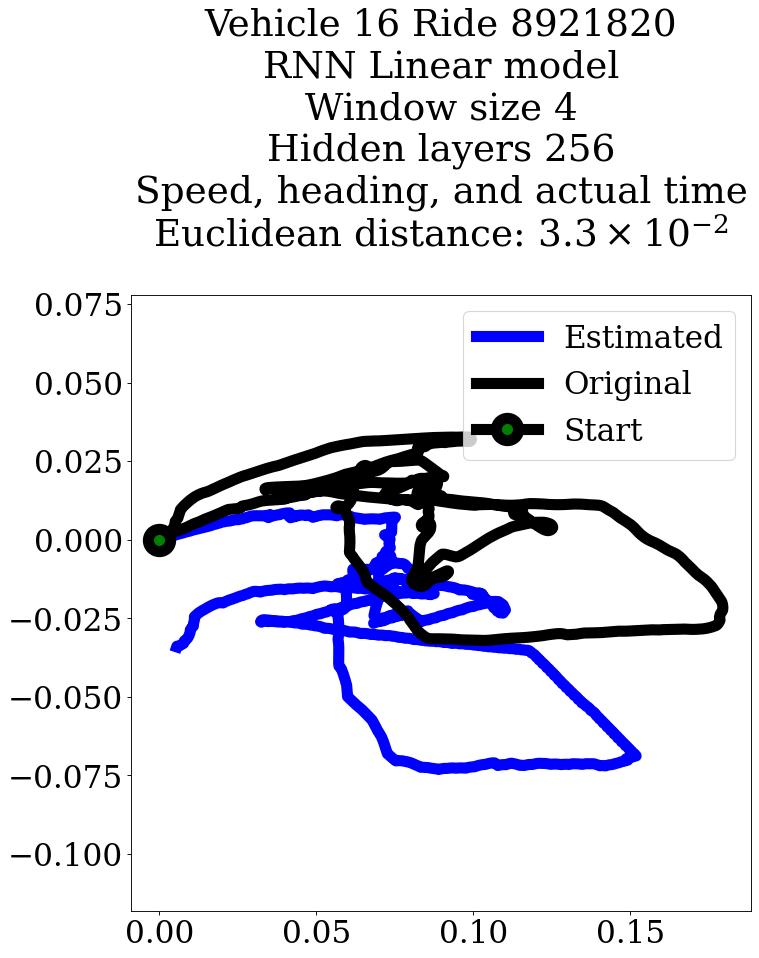 Vehicle 16 Ride 8921820
RNN Linear model
Window size 4
Hidden layers 256
Speed, heading, and actual time
Euclidean distance: 3.3 × 10⁻²
Estimated
Original
Start
0.075
0.050
0.025
0.000
−0.025
−0.050
−0.075
−0.100
0.00 0.05 0.10 0.15